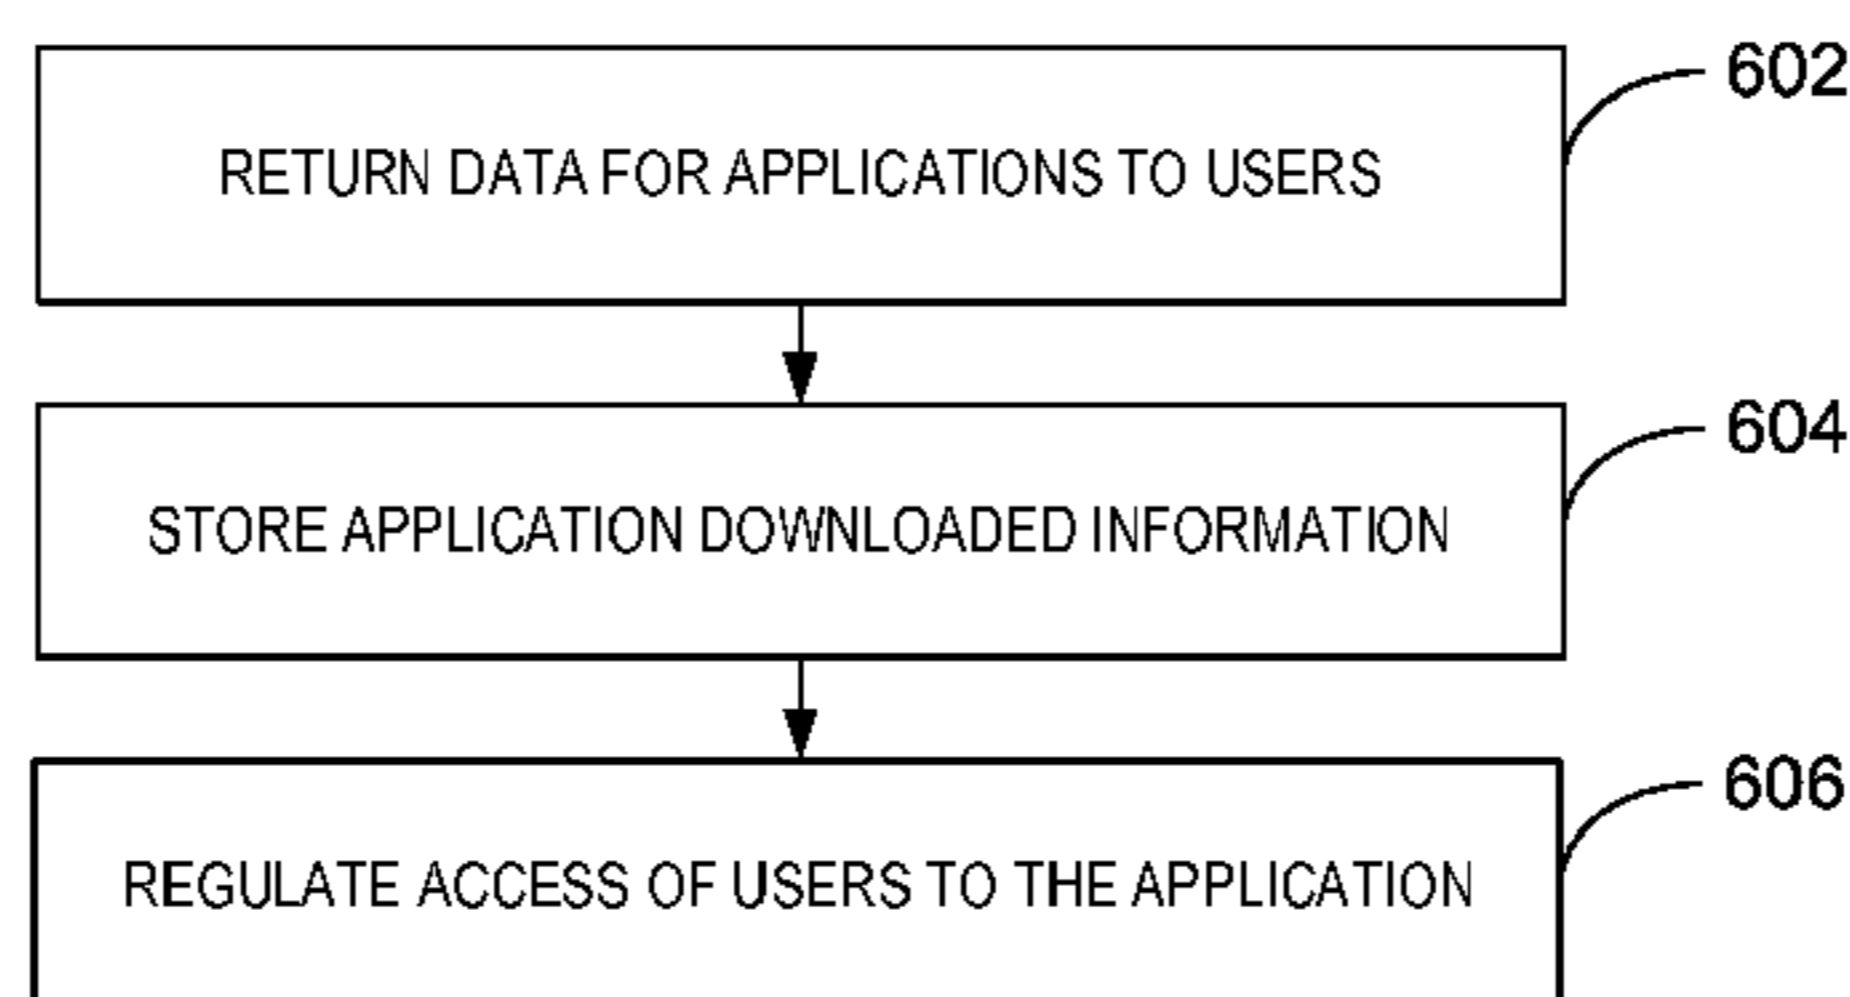 RETURN DATA FOR APPLICATIONS TO USERS
602
STORE APPLICATION DOWNLOADED INFORMATION
604
REGULATE ACCESS OF USERS TO THE APPLICATION
606